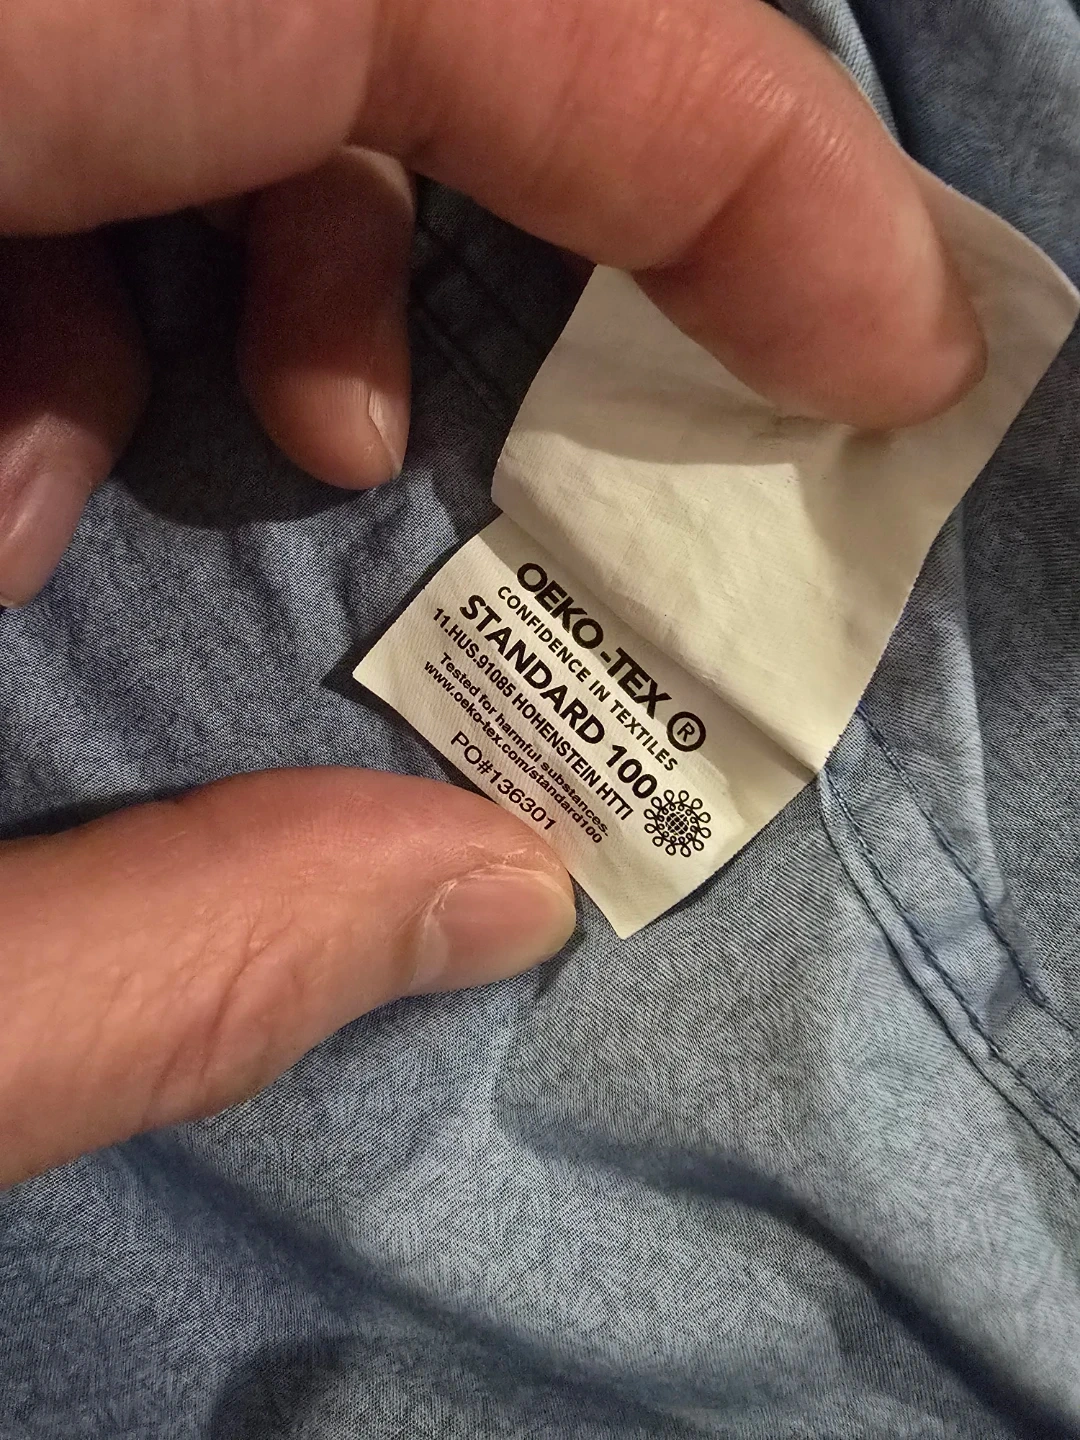 OEKO-TEX ®
CONFIDENCE IN TEXTILES
STANDARD 100
11.HUS.91085 HOHENSTEIN HTTI
Tested for harmful substances-
www.oeko-tex.com/standard100
PO#136301